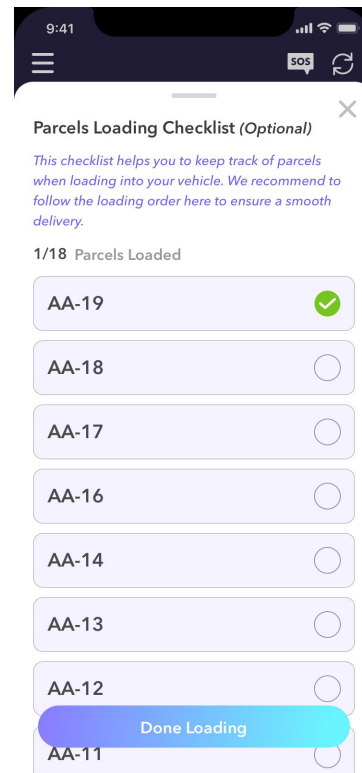 9:41
SOS
Parcels Loading Checklist (Optional)
This checklist helps you to keep track of parcels
when loading into your vehicle. We recommend to
follow the loading order here to ensure a smooth
delivery.
1/18 Parcels Loaded
AA-19
AA-18
AA-17
AA-16
AA-14
AA-13
AA-12
Done Loading
AA-11